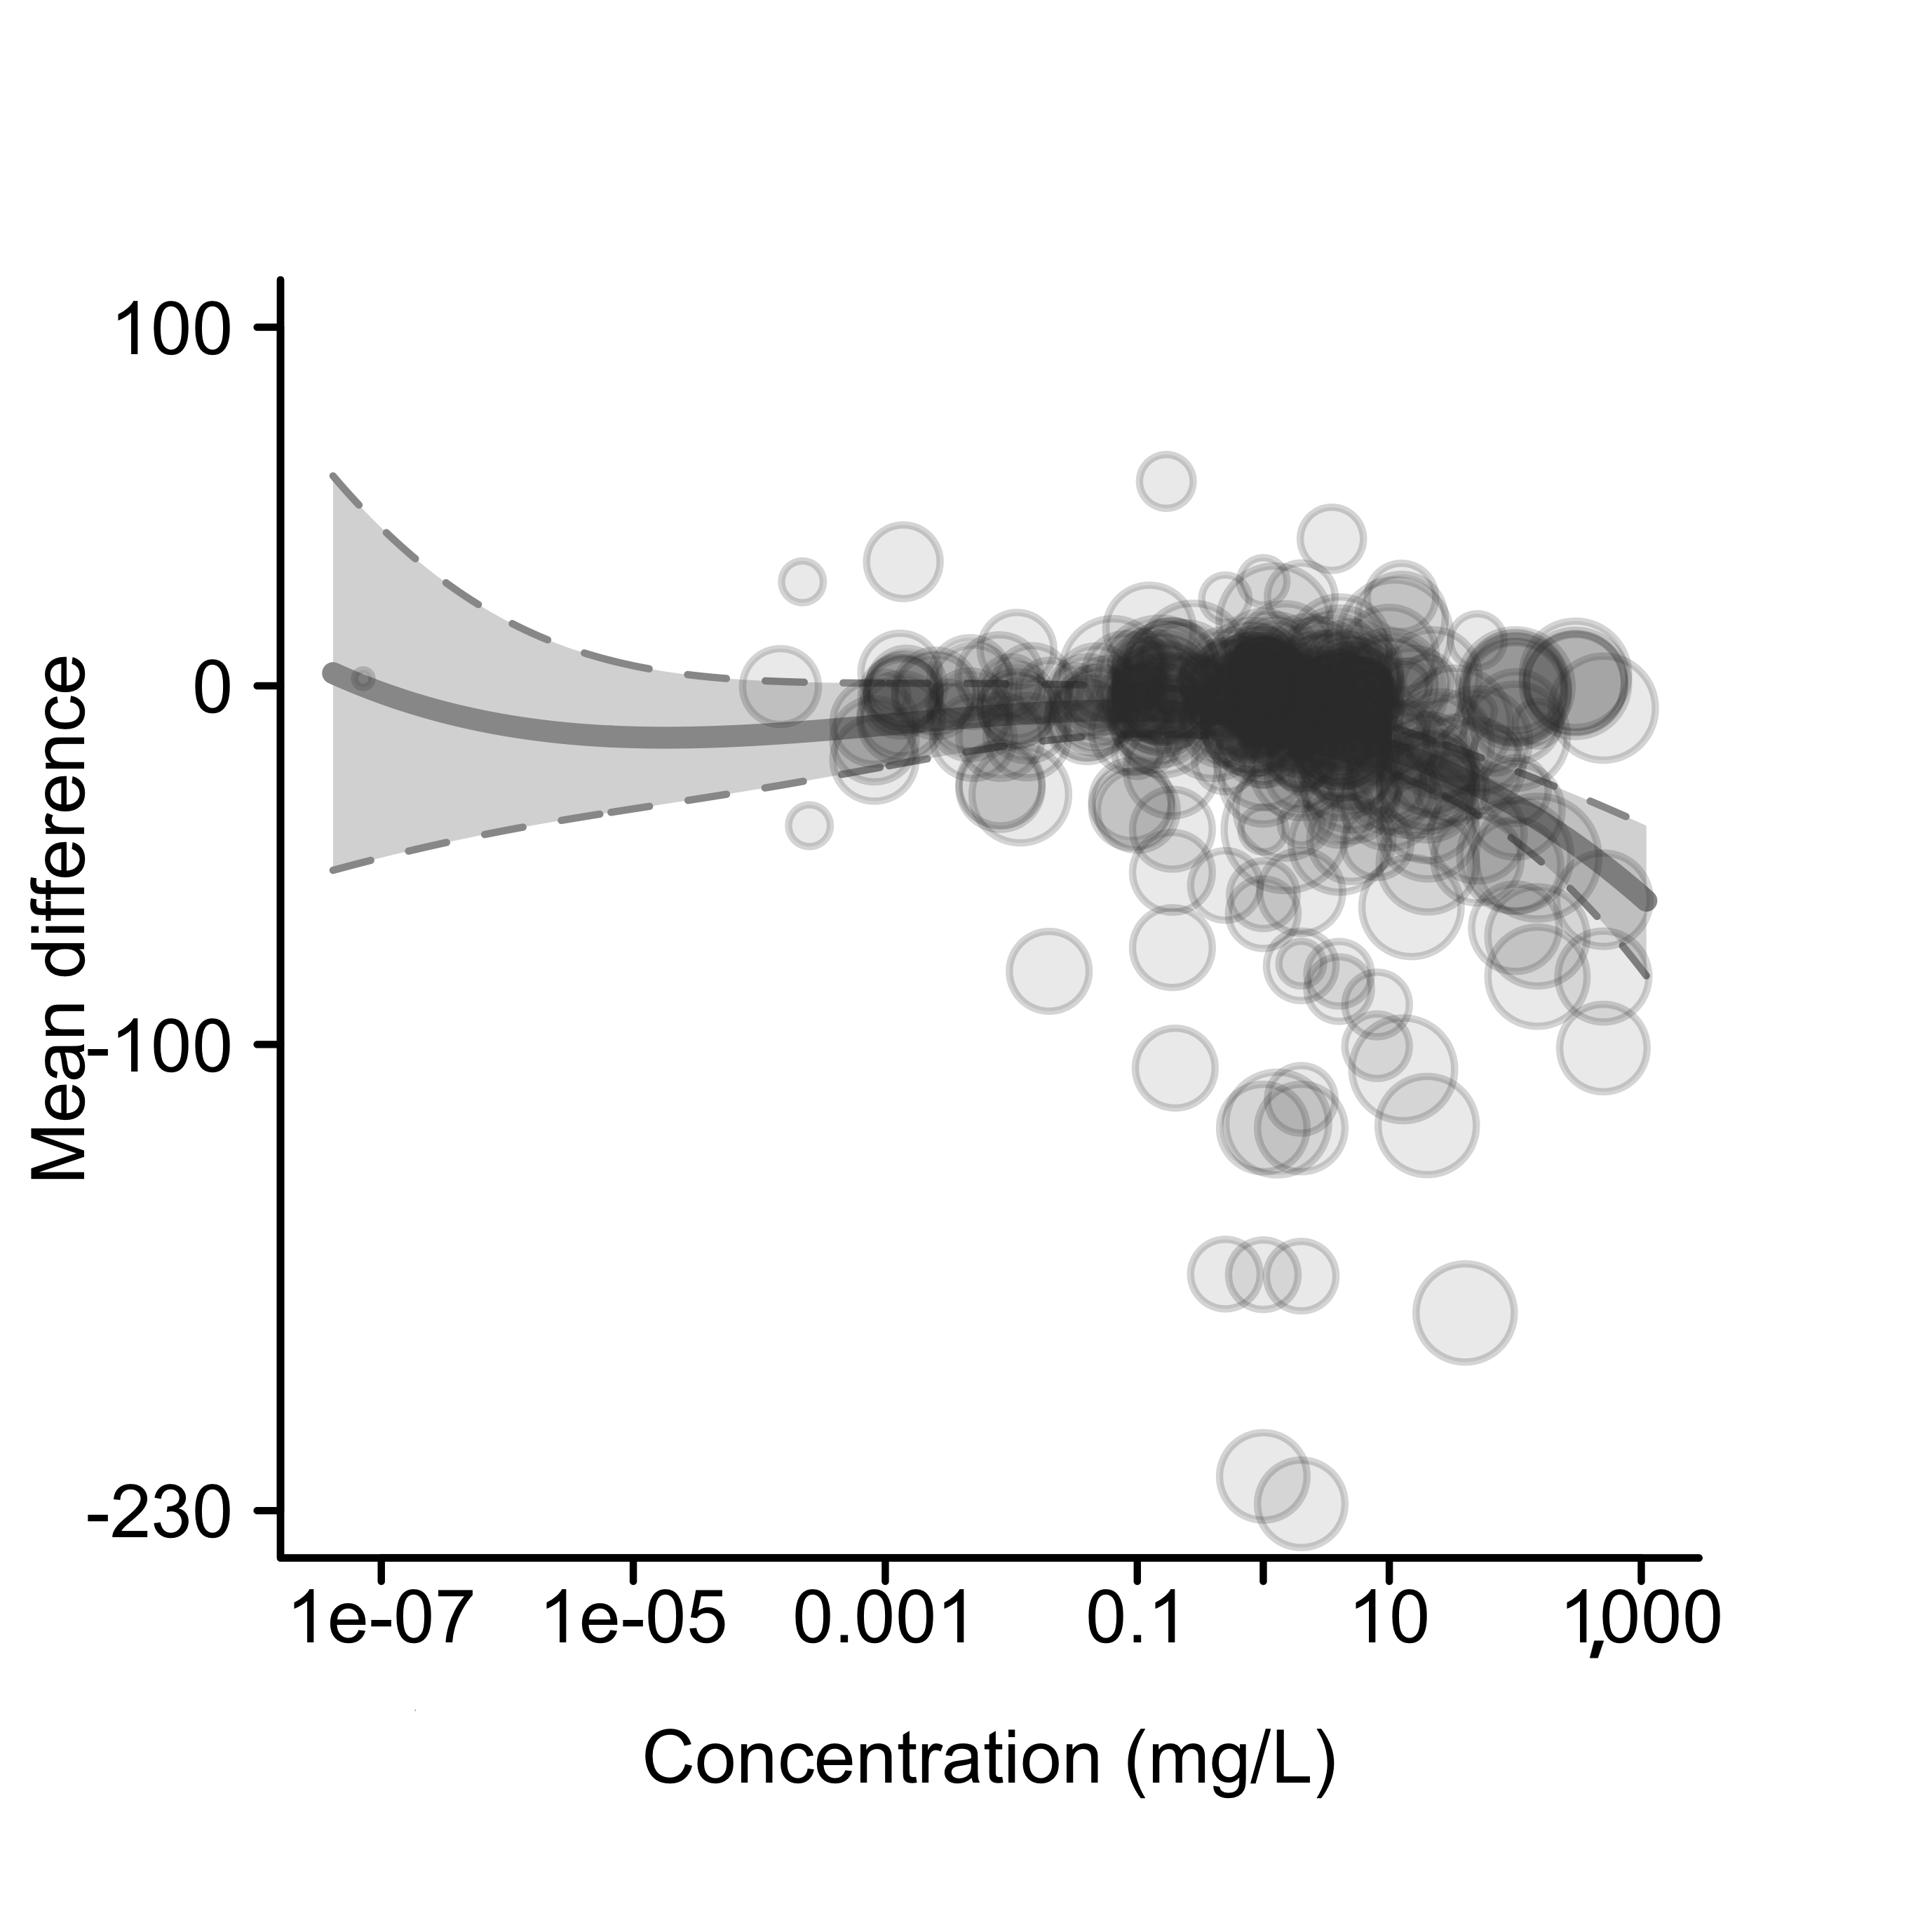 Mean difference
100
0
-100
-230
1e-07 1e-05 0.001 0.1 10 1,000
Concentration (mg/L)